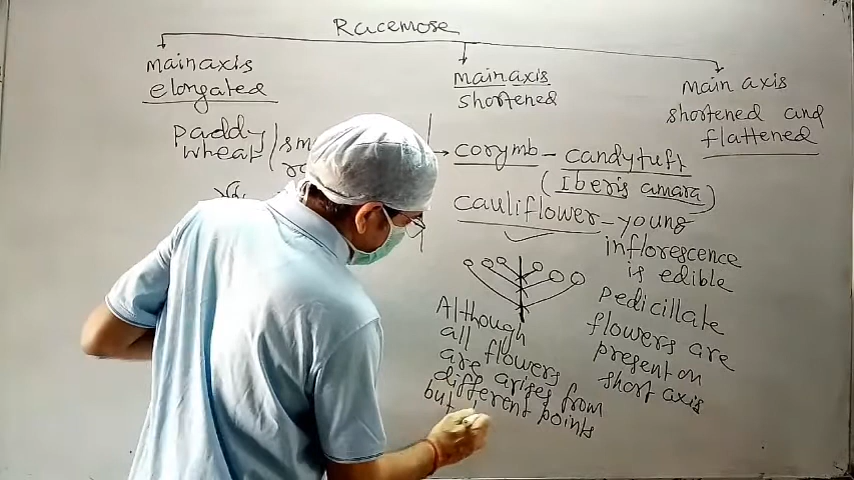 Racemose
main axis
elongated
main axis
shortened
main axis
shortened and
flattened
paddy
wheat
corymb - candytuft
(Iberis amara)
cauliflower - young
inflorescence
is edible
Although
all flowers
are arises from
different points
but
pedicillate
flowers are
present on
short axis